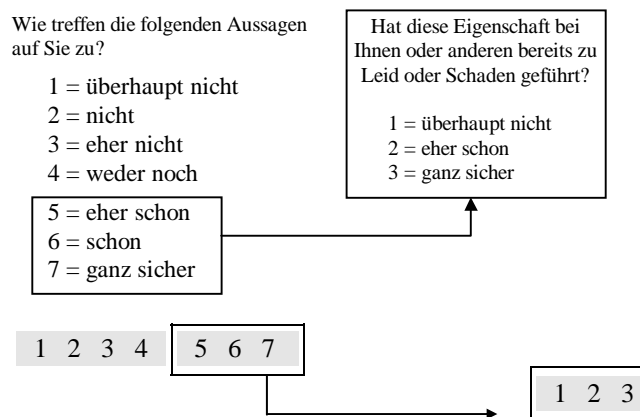 Wie treffen die folgenden Aussagen
auf Sie zu?
1 = überhaupt nicht
2 = nicht
3 = eher nicht
4 = weder noch
5 = eher schon
6 = schon
7 = ganz sicher
Hat diese Eigenschaft bei
Ihnen oder anderen bereits zu
Leid oder Schaden geführt?
1 = überhaupt nicht
2 = eher schon
3 = ganz sicher
1 2 3 4 5 6 7
1 2 3